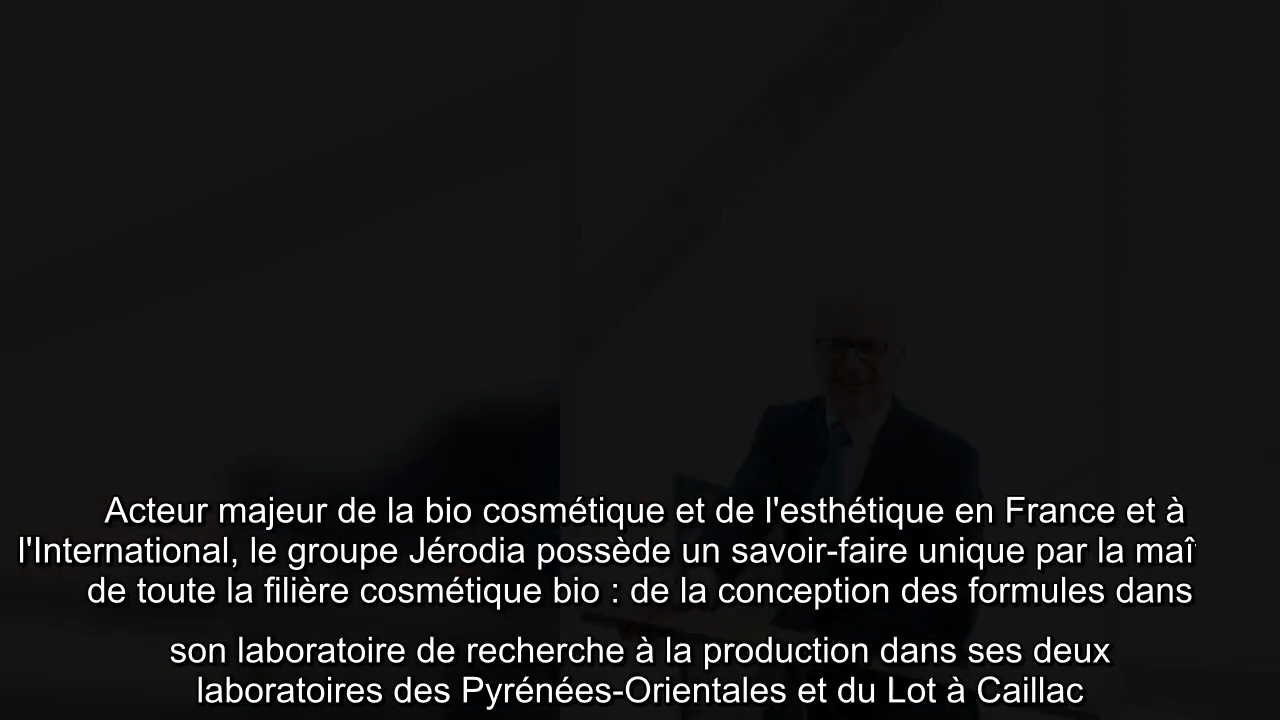 Acteur majeur de la bio cosmétique et de l'esthétique en France et à
l'International, le groupe Jérodia possède un savoir-faire unique par la maî
de toute la filière cosmétique bio : de la conception des formules dans
son laboratoire de recherche à la production dans ses deux
laboratoires des Pyrénées-Orientales et du Lot à Caillac